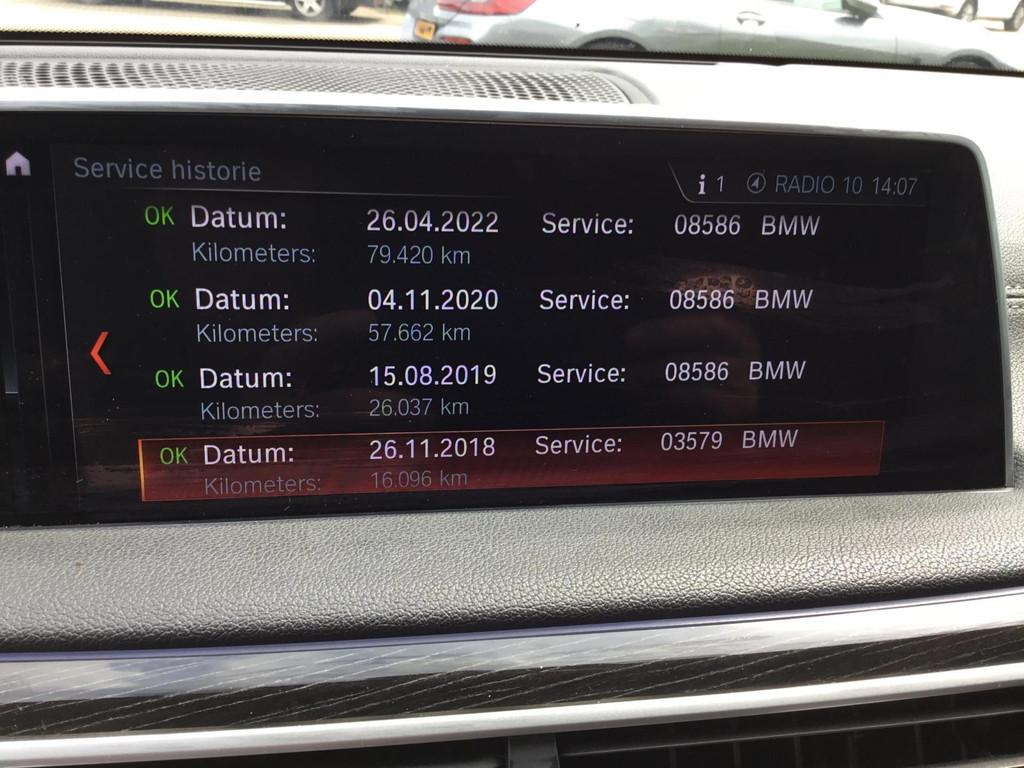 Service historie
i 1 RADIO 10 14:07
OK Datum: 26.04.2022 Service: 08586 BMW
Kilometers: 79.420 km
OK Datum: 04.11.2020 Service: 08586 BMW
Kilometers: 57.662 km
OK Datum: 15.08.2019 Service: 08586 BMW
Kilometers: 26.037 km
OK Datum: 26.11.2018 Service: 03579 BMW
Kilometers: 16.096 km